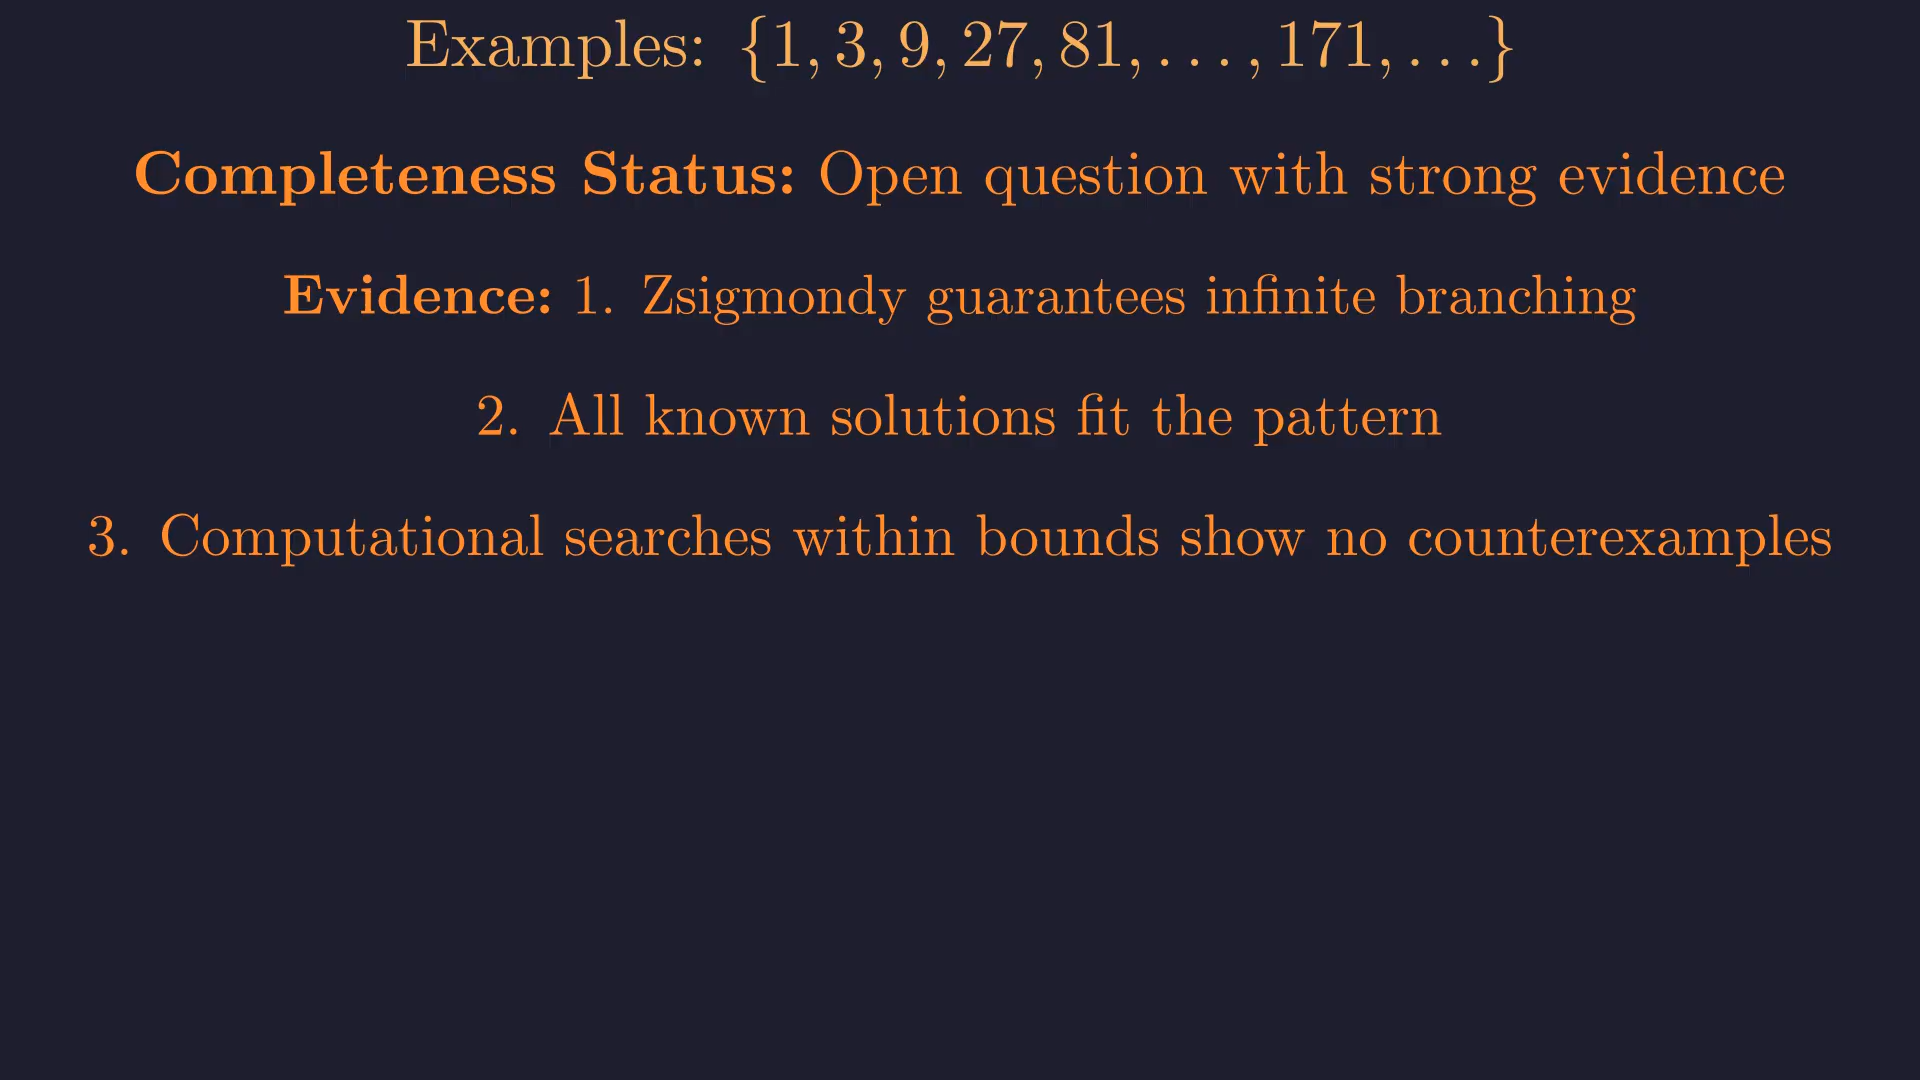 Examples: {1, 3, 9, 27, 81, . . . , 171, . . .}
Completeness Status: Open question with strong evidence
Evidence: 1. Zsigmondy guarantees infinite branching
2. All known solutions fit the pattern
3. Computational searches within bounds show no counterexamples